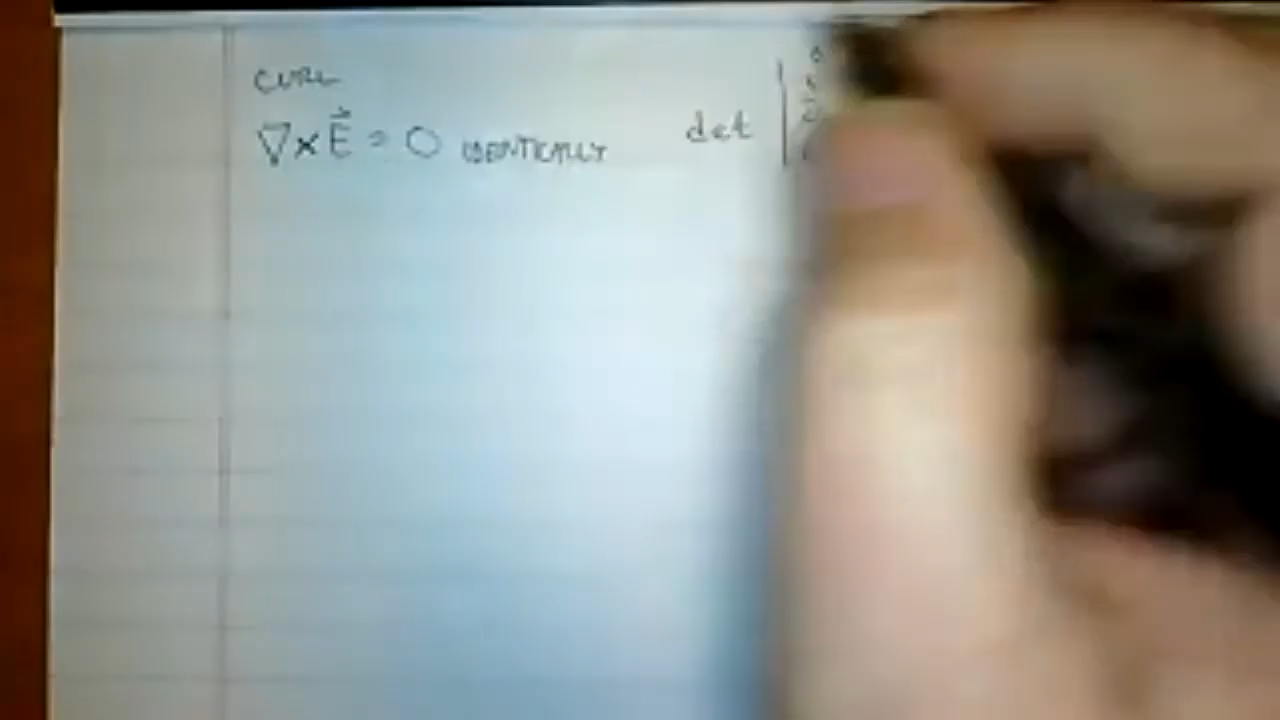 CURL
∇×E⃗ = 0 IDENTICALLY det